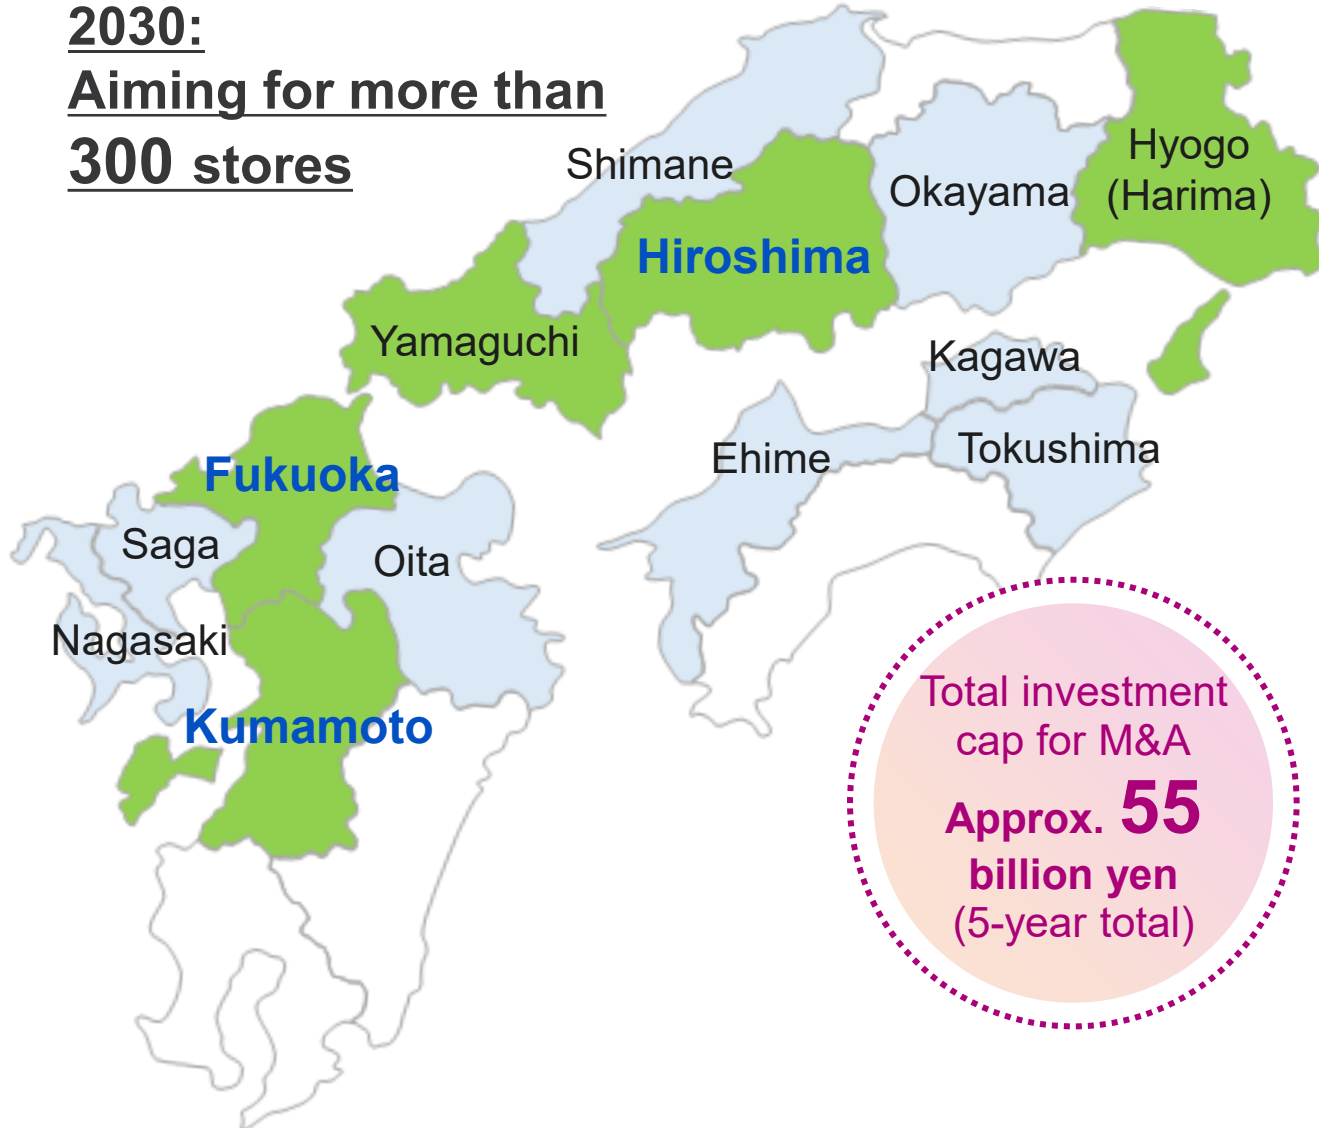 2030:
Aiming for more than
300 stores
Shimane
Okayama
Hyogo
(Harima)
Hiroshima
Yamaguchi
Kagawa
Ehime
Tokushima
Fukuoka
Saga
Oita
Nagasaki
Kumamoto
Total investment
cap for M&A
Approx. 55
billion yen
(5-year total)